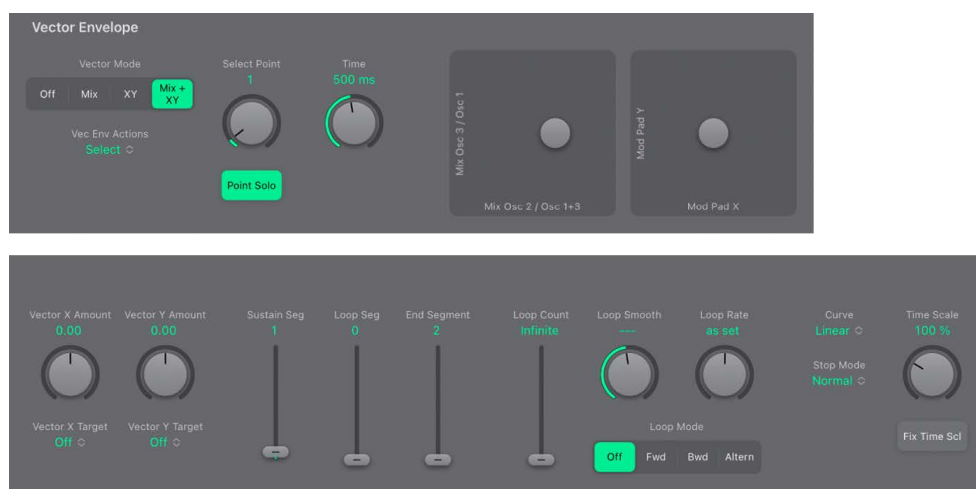 Vector Envelope
Vector Mode
Off Mix XY Mix +
XY
Vec Env Actions
Select
Select Point
1
Point Solo
Time
500 ms
Mix Osc 3 / Osc 1
Mix Osc 2 / Osc 1+3
Mod Pad Y
Mod Pad X
Vector X Amount Vector Y Amount Sustain Seg Loop Seg End Segment Loop Count Loop Smooth Loop Rate Curve Time Scale
0.00 0.00 1 0 2 Infinite --- as set Linear 100 %
Stop Mode
Normal
Vector X Target Vector Y Target Loop Mode
Off Off Off Fwd Bwd Altern Fix Time Scl